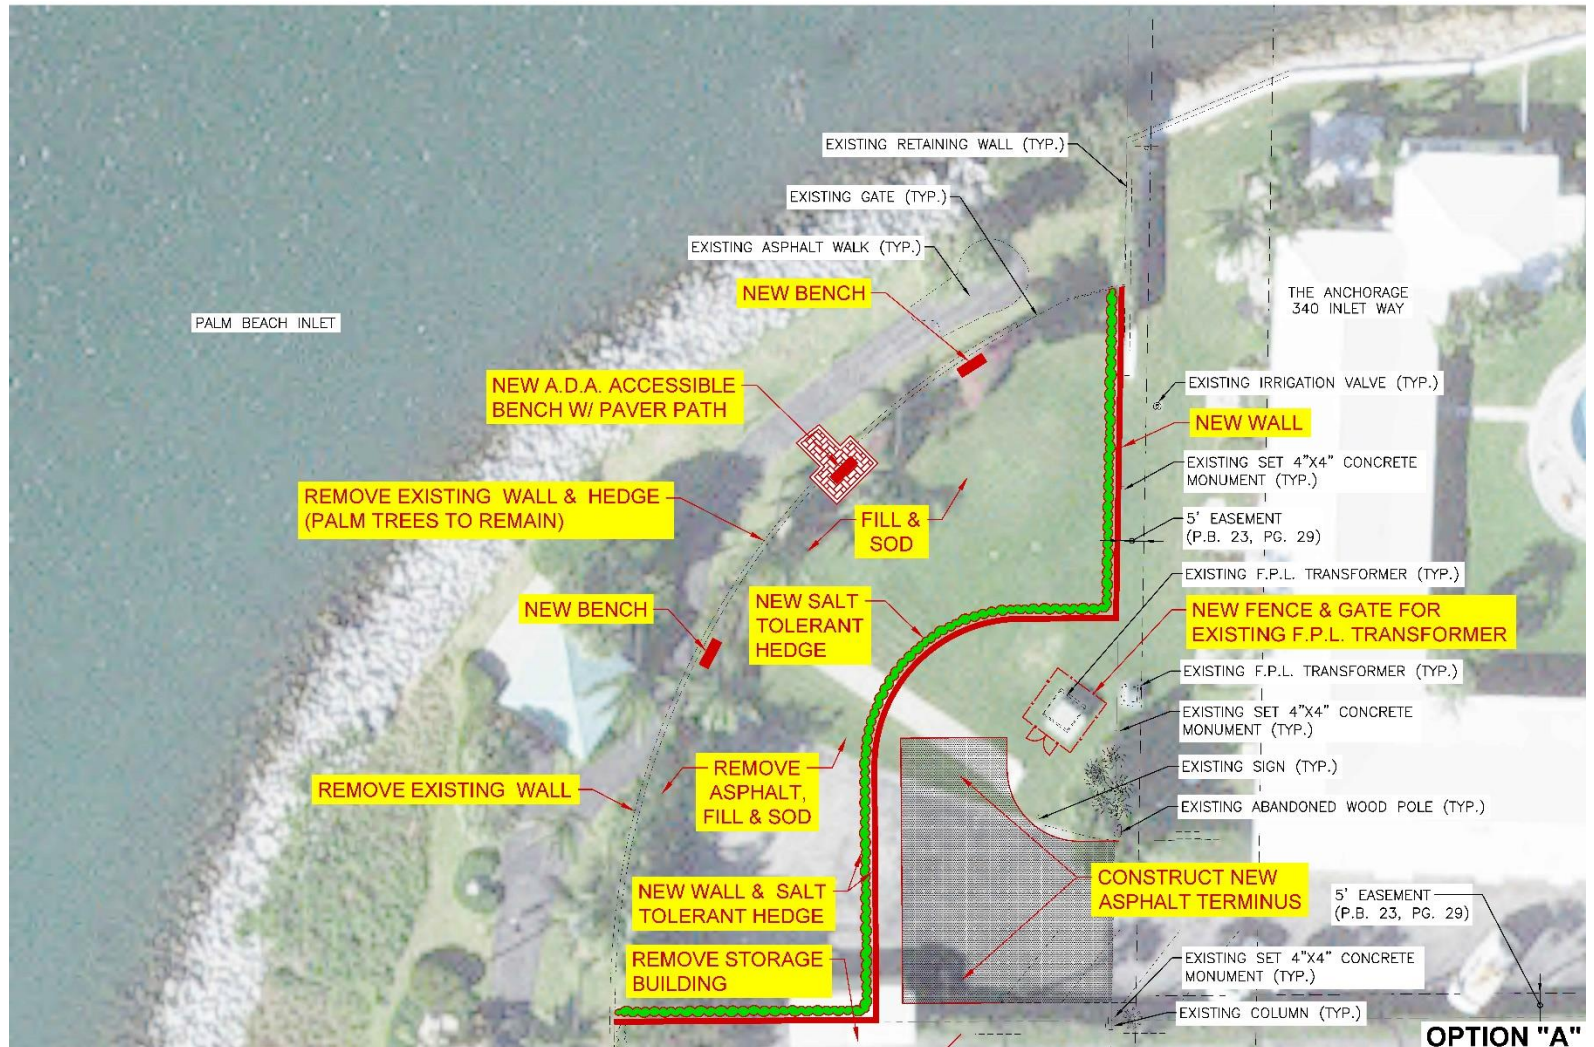 EXISTING RETAINING WALL (TYP.)
EXISTING GATE (TYP.)
EXISTING ASPHALT WALK (TYP.)
NEW BENCH
THE ANCHORAGE
340 INLET WAY
PALM BEACH INLET
NEW A.D.A. ACCESSIBLE
BENCH W/ PAVER PATH
EXISTING IRRIGATION VALVE (TYP.)
NEW WALL
EXISTING SET 4"X4" CONCRETE
MONUMENT (TYP.)
REMOVE EXISTING WALL & HEDGE
(PALM TREES TO REMAIN)
FILL &
SOD
5' EASEMENT
(P.B. 23, PG. 29)
EXISTING F.P.L. TRANSFORMER (TYP.)
NEW BENCH
NEW SALT
TOLERANT
HEDGE
NEW FENCE & GATE FOR
EXISTING F.P.L. TRANSFORMER
EXISTING F.P.L. TRANSFORMER (TYP.)
EXISTING SET 4"X4" CONCRETE
MONUMENT (TYP.)
REMOVE EXISTING WALL
REMOVE
ASPHALT,
FILL & SOD
EXISTING SIGN (TYP.)
EXISTING ABANDONED WOOD POLE (TYP.)
NEW WALL & SALT
TOLERANT HEDGE
CONSTRUCT NEW
ASPHALT TERMINUS
5' EASEMENT
(P.B. 23, PG. 29)
REMOVE STORAGE
BUILDING
EXISTING SET 4"X4" CONCRETE
MONUMENT (TYP.)
EXISTING COLUMN (TYP.)
OPTION "A"